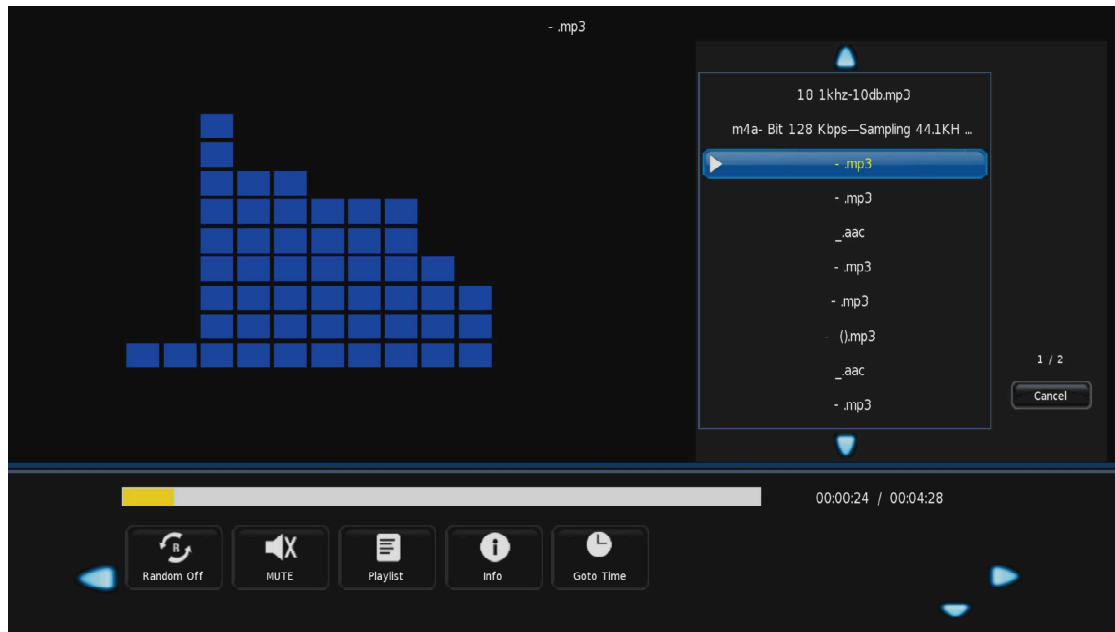 - .mp3
10 1khz-10db.mp3
m4a- Bit 128 Kbps—Sampling 44.1KH ...
- .mp3
- .mp3
_.aac
- .mp3
- .mp3
- ().mp3
_.aac
- .mp3
1 / 2
Cancel
00:00:24 / 00:04:28
R
Random Off
MUTE
Playlist
Info
Goto Time